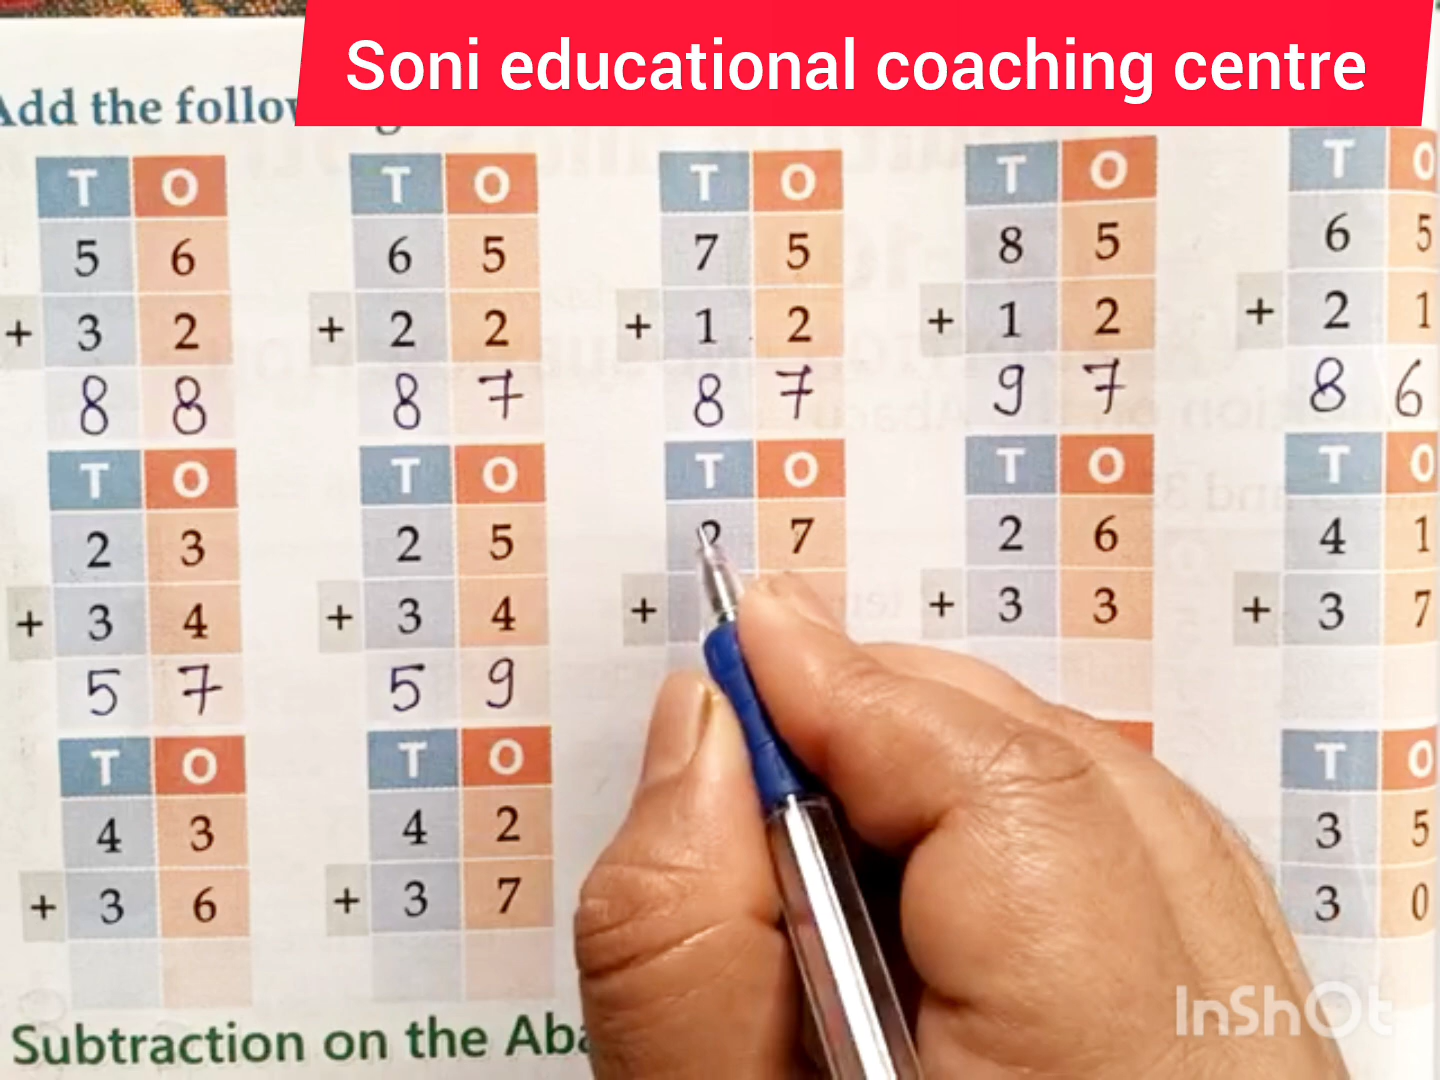 Soni educational coaching centre
Add the follow
T O T O T O T O T O
5 6 6 5 7 5 8 5 6 5
+ 3 2 + 2 2 + 1 2 + 1 2 + 2 1
8 8 8 7 8 7 9 7 8 6
T O T O T O T O T O
2 3 2 5 2 7 2 6 4 1
+ 3 4 + 3 4 + + 3 3 + 3 7
5 7 5 9
T O T O T O
4 3 4 2 3 5
+ 3 6 + 3 7 3 0
Subtraction on the Aba
InShOt